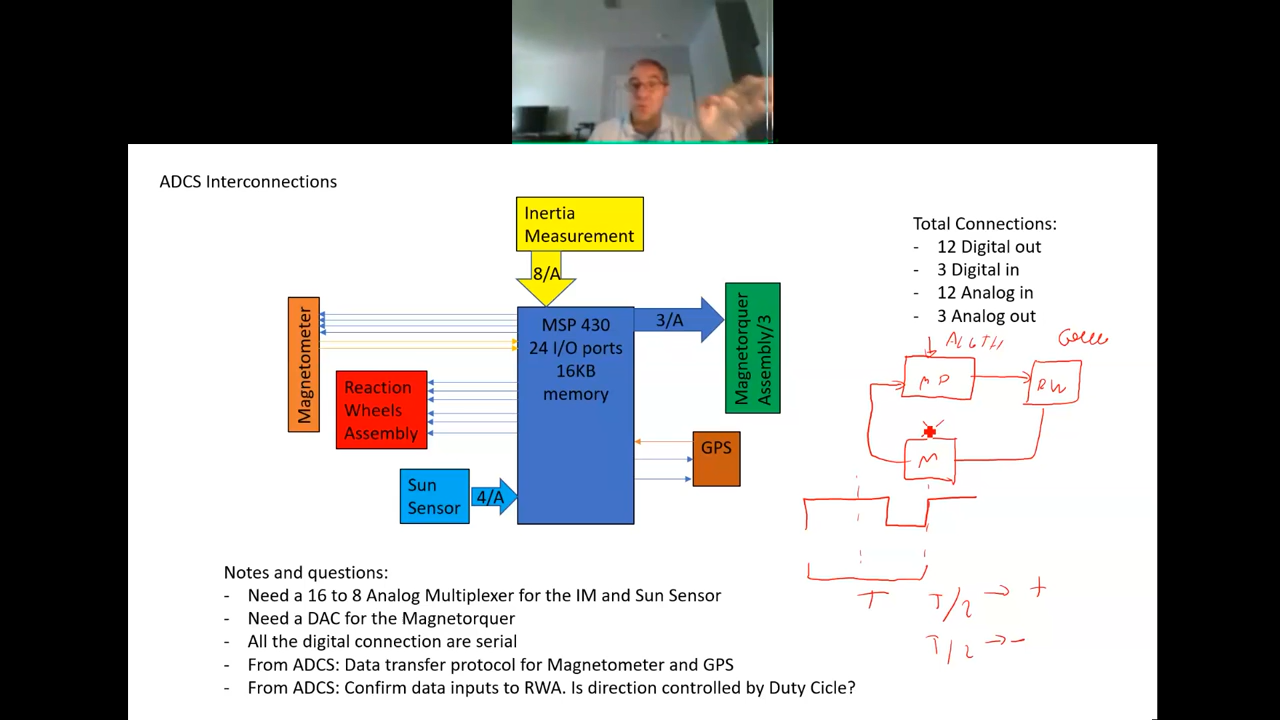 ADCS Interconnections
Inertia
Measurement
8/A
Magnetometer
MSP 430
24 I/O ports
16KB
memory
3/A
Magnetorquer
Assembly/3
Reaction
Wheels
Assembly
GPS
Sun
Sensor
4/A
Total Connections:
- 12 Digital out
- 3 Digital in
- 12 Analog in
- 3 Analog out
RW
M
T
T/2 → +
T/2 → -
Notes and questions:
- Need a 16 to 8 Analog Multiplexer for the IM and Sun Sensor
- Need a DAC for the Magnetorquer
- All the digital connection are serial
- From ADCS: Data transfer protocol for Magnetometer and GPS
- From ADCS: Confirm data inputs to RWA. Is direction controlled by Duty Cicle?